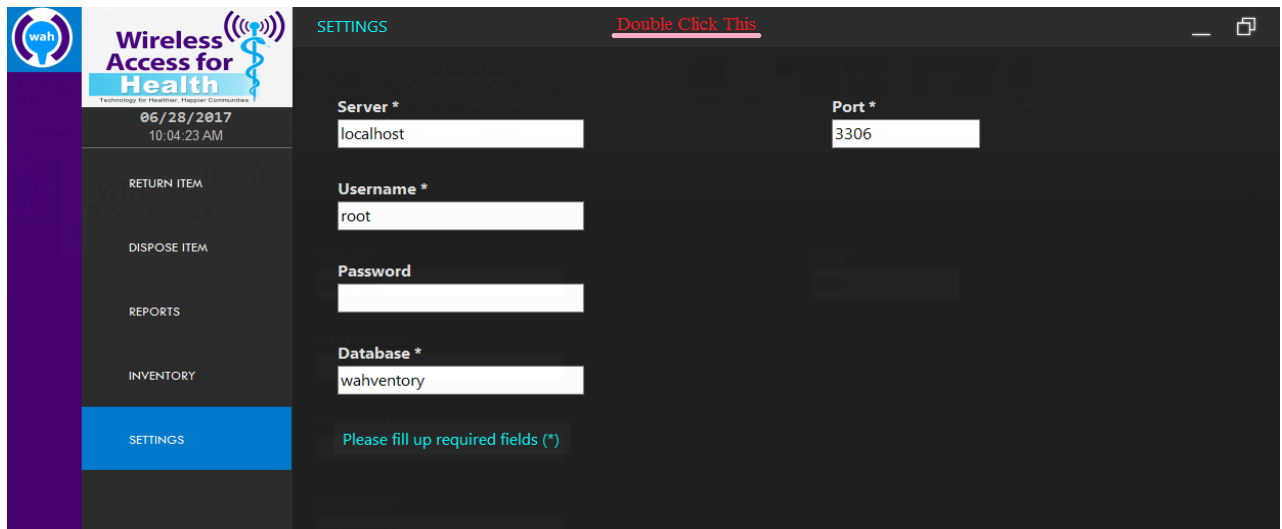 wah
Wireless
Access for
Health
Technology for Healthier, Happier Communities
06/28/2017
10:04:23 AM
RETURN ITEM
DISPOSE ITEM
REPORTS
INVENTORY
SETTINGS
SETTINGS
Double Click This
Server *
localhost
Port *
3306
Username *
root
Password
Database *
wahventory
Please fill up required fields (*)